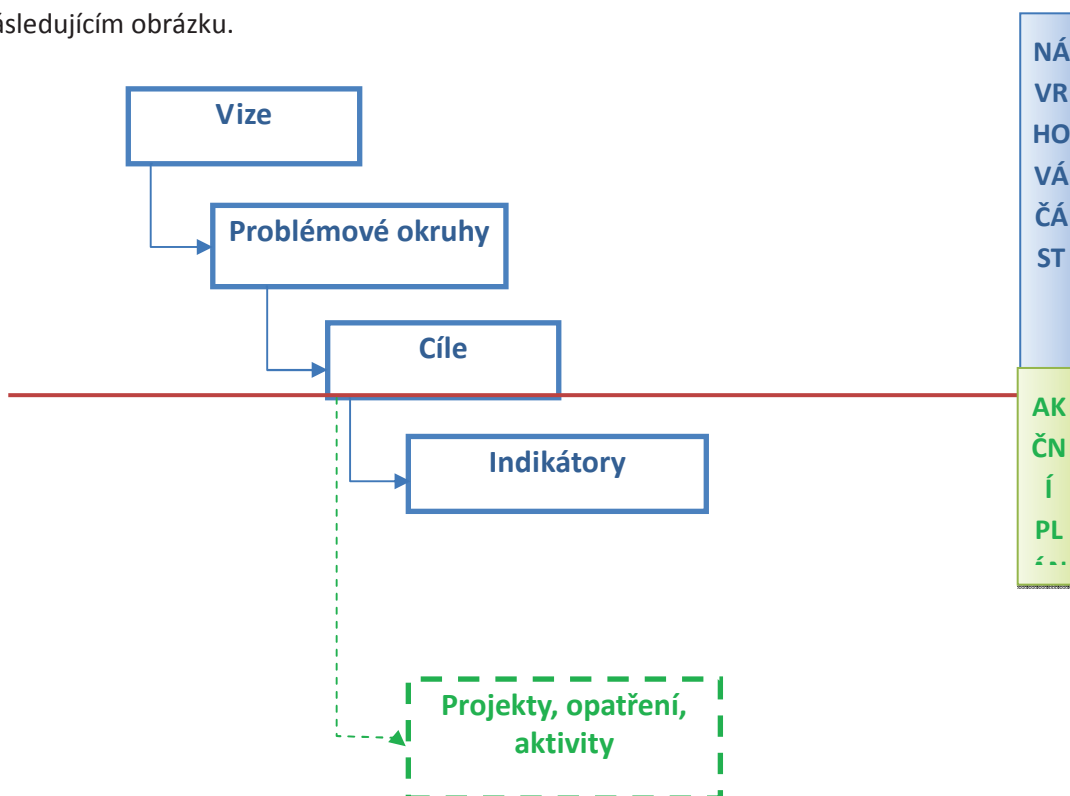 ásledujícím obrázku.
Vize
Problémové okruhy
Cíle
Indikátory
Projekty, opatření,
aktivity
NÁ
VR
HO
VÁ
ČÁ
ST
AK
ČN
Í
PL